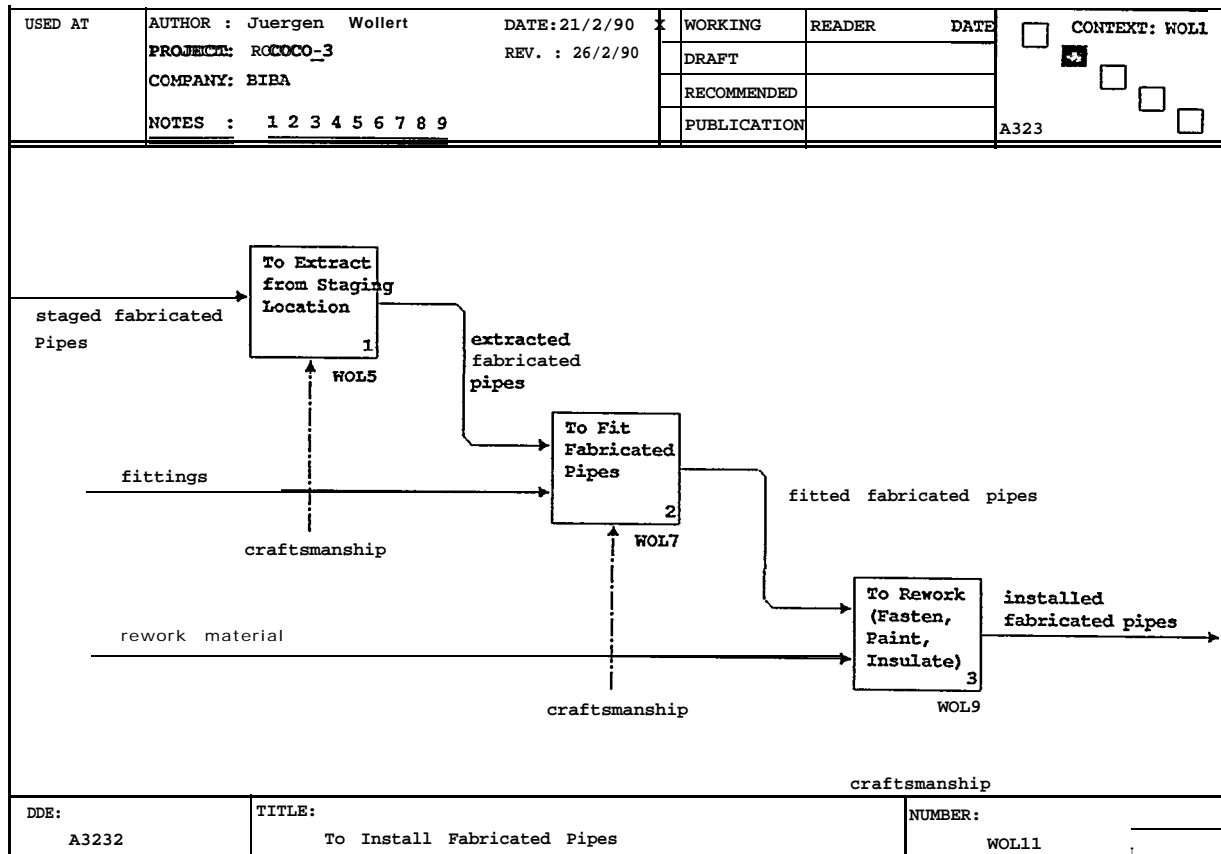 USED AT
AUTHOR : Juergen Wollert
DATE:21/2/90
X
WORKING
READER
DATE
CONTEXT: WOL1
PROJECT: ROCOCO-3
REV. : 26/2/90
DRAFT
COMPANY: BIBA
RECOMMENDED
NOTES : 1 2 3 4 5 6 7 8 9
PUBLICATION
A323
To Extract
from Staging
Location
1
WOL5
staged fabricated
Pipes
extracted
fabricated
pipes
craftsmanship
fittings
To Fit
Fabricated
Pipes
2
WOL7
fitted fabricated pipes
craftsmanship
rework material
To Rework
(Fasten,
Paint,
Insulate)
3
WOL9
installed
fabricated pipes
craftsmanship
DDE:
A3232
TITLE:
To Install Fabricated Pipes
NUMBER:
WOL11